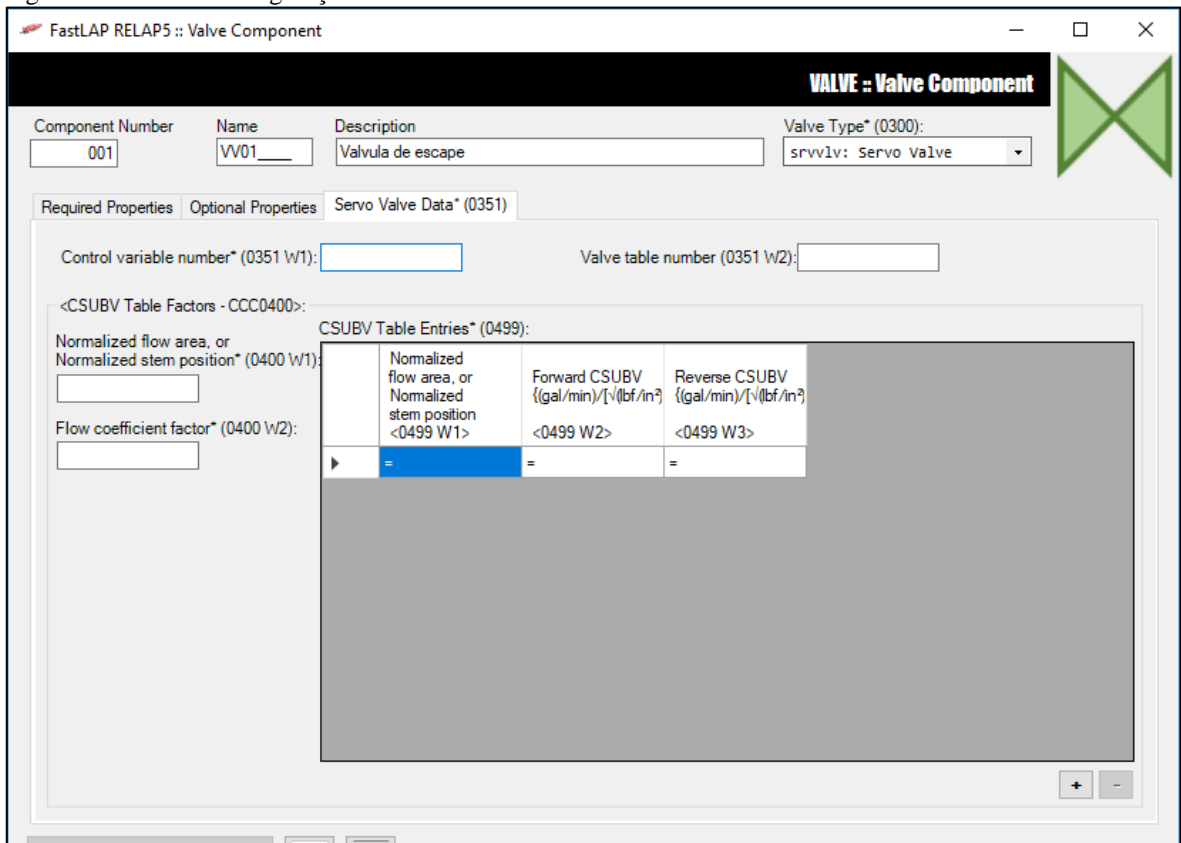 FastLAP RELAP5 :: Valve Component
VALVE :: Valve Component
Component Number Name Description Valve Type* (0300):
001 VV01____ Valvula de escape srvvlv: Servo Valve
Required Properties Optional Properties Servo Valve Data* (0351)
Control variable number* (0351 W1): Valve table number (0351 W2):
<CSUBV Table Factors - CCC0400>:
Normalized flow area, or
Normalized stem position* (0400 W1):
Flow coefficient factor* (0400 W2):
CSUBV Table Entries* (0499):
Normalized
flow area, or
Normalized
stem position
<0499 W1>
Forward CSUBV
{(gal/min)/[√(lbf/in²)
<0499 W2>
Reverse CSUBV
{(gal/min)/[√(lbf/in²)
<0499 W3>
= = =
+ -